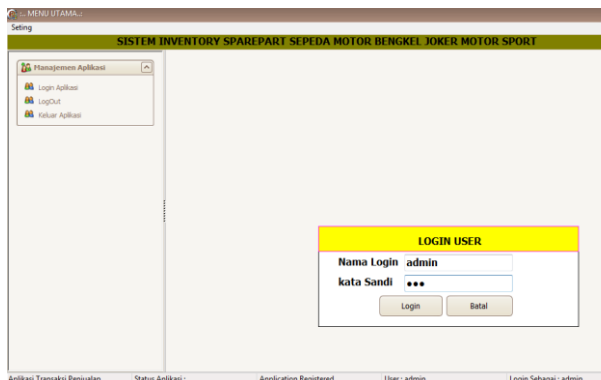 :.. MENU UTAMA..:
Seting
SISTEM INVENTORY SPAREPART SEPEDA MOTOR BENGKEL JOKER MOTOR SPORT
Manajemen Aplikasi
Login Aplikasi
LogOut
Keluar Aplikasi
LOGIN USER
Nama Login admin
kata Sandi •••
Login Batal
Aplikasi Transaksi Penjualan Status Aplikasi : Application Registered User : admin Login Sebagai : admin